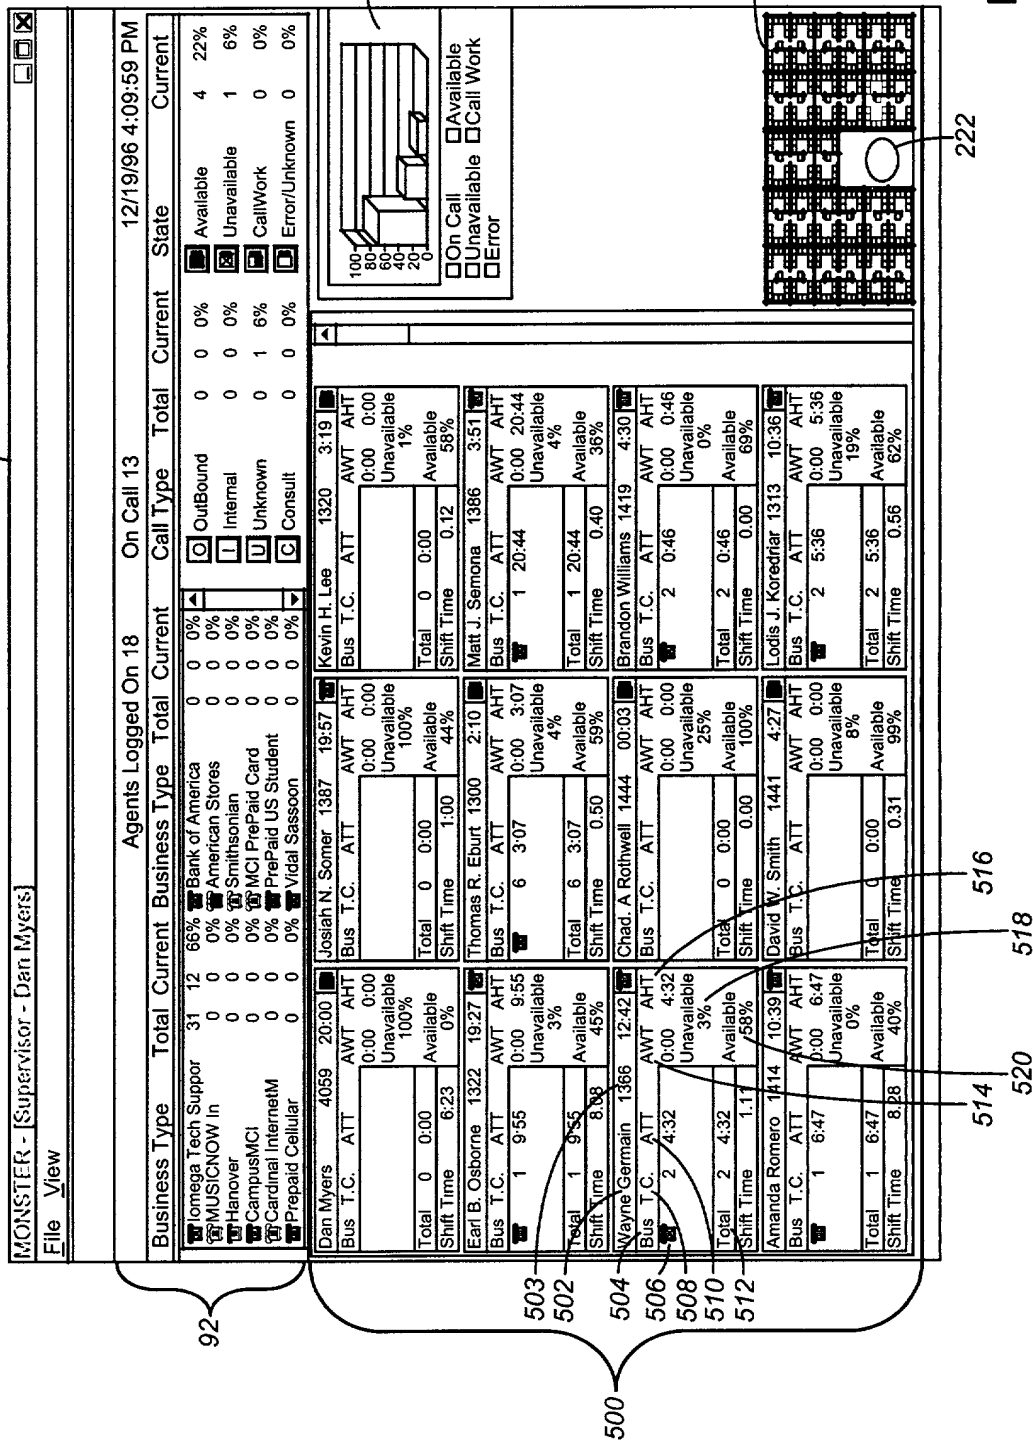 MONSTER - [Supervisor - Dan Myers]
File View
Agents Logged On 18 On Call 13 12/19/96 4:09:59 PM
Business Type Total Current Business Type Total Current Call Type Total Current State Current
Iomega Tech Suppor 31 12 66% Bank of America 0 0 0% O OutBound 0 0 0% Available 4 22%
MUSICNOW In 0 0 0% American Stores 0 0 0% I Internal 0 0 0% Unavailable 1 6%
Hanover 0 0 0% Smithsonian 0 0 0% U Unknown 0 1 6% CallWork 0 0%
CampusMCI 0 0 0% MCI PrePaid Card 0 0 0% C Consult 0 0 0% Error/Unknown 0 0%
Cardinal InternetM 0 0 0% PrePaid US Student 0 0 0%
Prepaid Cellular 0 0 0% Vidal Sassoon 0 0 0%
Dan Myers 4059 20:00
Bus T.C. ATT AWT AHT
0:00 0:00
Unavailable
100%
Available
0%
Total 0 0:00
Shift Time 6:23
Josiah N. Somer 1387 19:57
Bus T.C. ATT AWT AHT
0:00 0:00
Unavailable
100%
Available
44%
Total 0 0:00
Shift Time 1:00
Kevin H. Lee 1320 3:19
Bus T.C. ATT AWT AHT
0:00 0:00
Unavailable
1%
Available
58%
Total 0 0:00
Shift Time 0.12
Earl B. Osborne 1322 19:27
Bus T.C. ATT AWT AHT
1 9:55 0:00 9:55
Unavailable
3%
Available
45%
Total 1 9:55
Shift Time
Thomas R. Eburt 1300 2:10
Bus T.C. ATT AWT AHT
6 3:07 0:00 3:07
Unavailable
4%
Available
59%
Total 6 3:07
Shift Time 0.50
Matt J. Semona 1386 3:51
Bus T.C. ATT AWT AHT
1 20:44 0:00 20:44
Unavailable
4%
Available
36%
Total 1 20:44
Shift Time 0.40
Wayne Germain 1366 12:42
Bus T.C. ATT AWT AHT
2 4:32 0:00 4:32
Unavailable
3%
Available
58%
Total 2 4:32
Shift Time 1.11
Chad. A Rothwell 1444 00:03
Bus T.C. ATT AWT AHT
0:00 0:00
Unavailable
25%
Available
100%
Total 0 0:00
Shift Time 0.00
Brandon Williams 1419 4:30
Bus T.C. ATT AWT AHT
2 0:46 0:00 0:46
Unavailable
0%
Available
69%
Total 2 0:46
Shift Time 0.00
Amanda Romero 1414 10:39
Bus T.C. ATT AWT AHT
1 6:47 0:00 6:47
Unavailable
0%
Available
40%
Total 1 6:47
Shift Time 8.28
David W. Smith 1441 4:27
Bus T.C. ATT AWT AHT
0:00 0:00
Unavailable
8%
Available
99%
Total 0 0:00
Shift Time 0.31
Lodis J. Koredriar 1313 10:36
Bus T.C. ATT AWT AHT
2 5:36 0:00 5:36
Unavailable
19%
Available
62%
Total 2 5:36
Shift Time 0.56
100
80
60
40
20
0
On Call Available
Unavailable Call Work
Error
92
500
503
502
504
506
508
510
512
514
520
518
516
222